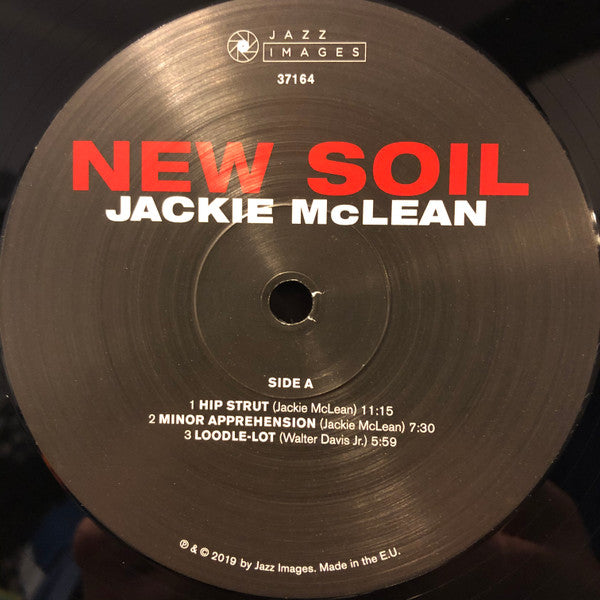 JAZZ
IMAGES
37164
NEW SOIL
JACKIE McLEAN
SIDE A
1 HIP STRUT (Jackie McLean) 11:15
2 MINOR APPREHENSION (Jackie McLean) 7:30
3 LOODLE-LOT (Walter Davis Jr.) 5:59
℗ & © 2019 by Jazz Images. Made in the E.U.